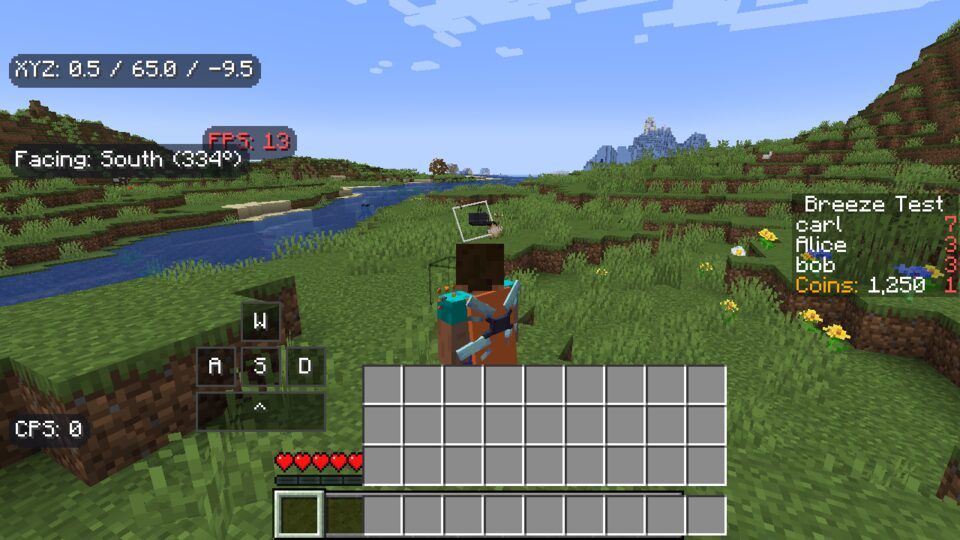 XYZ: 0.5 / 65.0 / -9.5
FPS: 13
Facing: South (334°)
Breeze Test
carl 7
Alice 3
bob 3
Coins: 1,250 1
W
A S D
^
CPS: 0